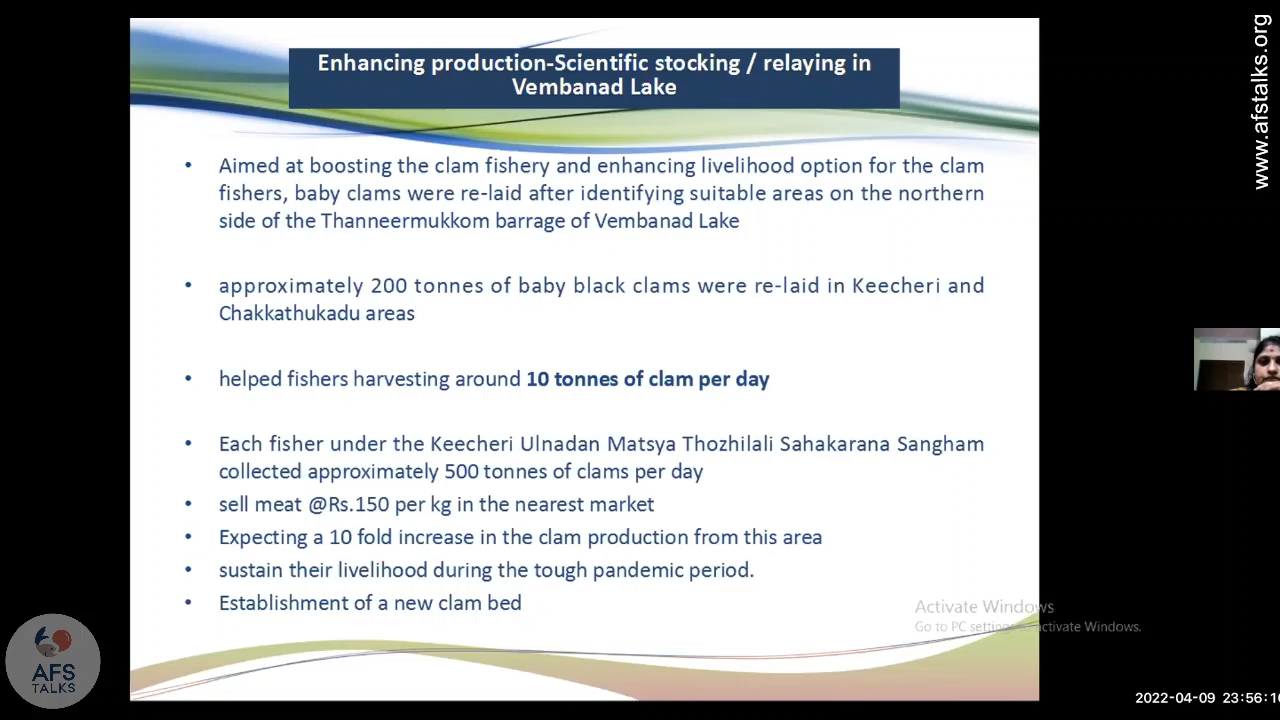 Enhancing production-Scientific stocking / relaying in
Vembanad Lake
• Aimed at boosting the clam fishery and enhancing livelihood option for the clam
fishers, baby clams were re-laid after identifying suitable areas on the northern
side of the Thanneermukkom barrage of Vembanad Lake
• approximately 200 tonnes of baby black clams were re-laid in Keecheri and
Chakkathukadu areas
• helped fishers harvesting around 10 tonnes of clam per day
• Each fisher under the Keecheri Ulnadan Matsya Thozhilali Sahakarana Sangham
collected approximately 500 tonnes of clams per day
• sell meat @Rs.150 per kg in the nearest market
• Expecting a 10 fold increase in the clam production from this area
• sustain their livelihood during the tough pandemic period.
• Establishment of a new clam bed
Activate Windows
Go to PC settings to activate Windows.
AFS
TALKS
www.afstalks.org
2022-04-09 23:56:1